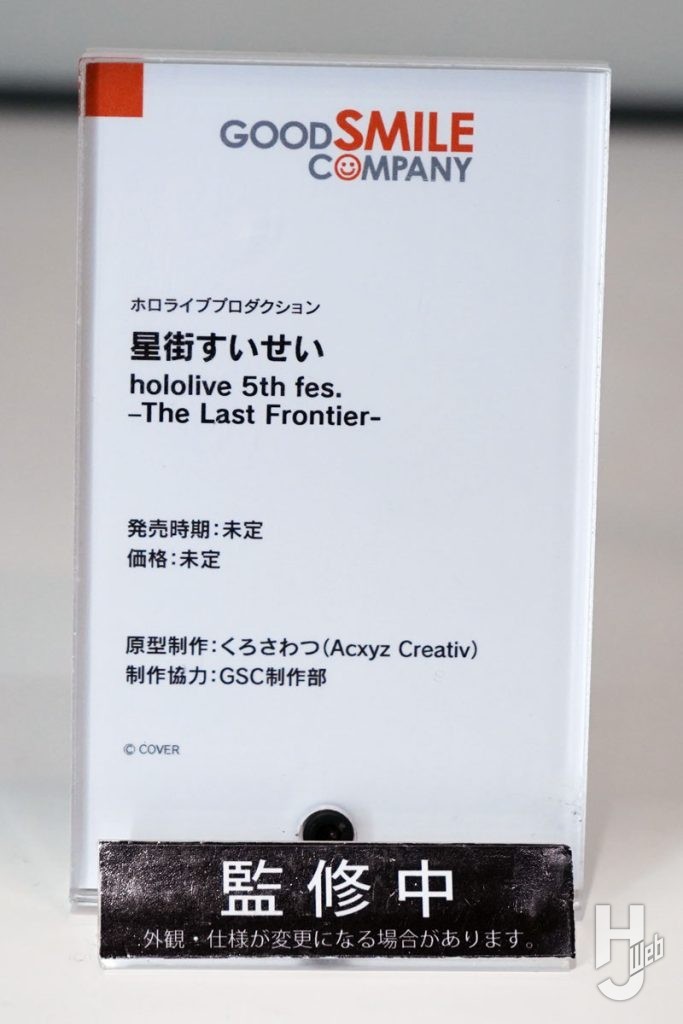 GOODSMILE
COMPANY
ホロライブプロダクション
星街すいせい
hololive 5th fes.
–The Last Frontier-
発売時期：未定
価格：未定
原型制作：くろさわつ（Acxyz Creativ）
制作協力：GSC制作部
© COVER
監修中
外観・仕様が変更になる場合があります。
HJ Web